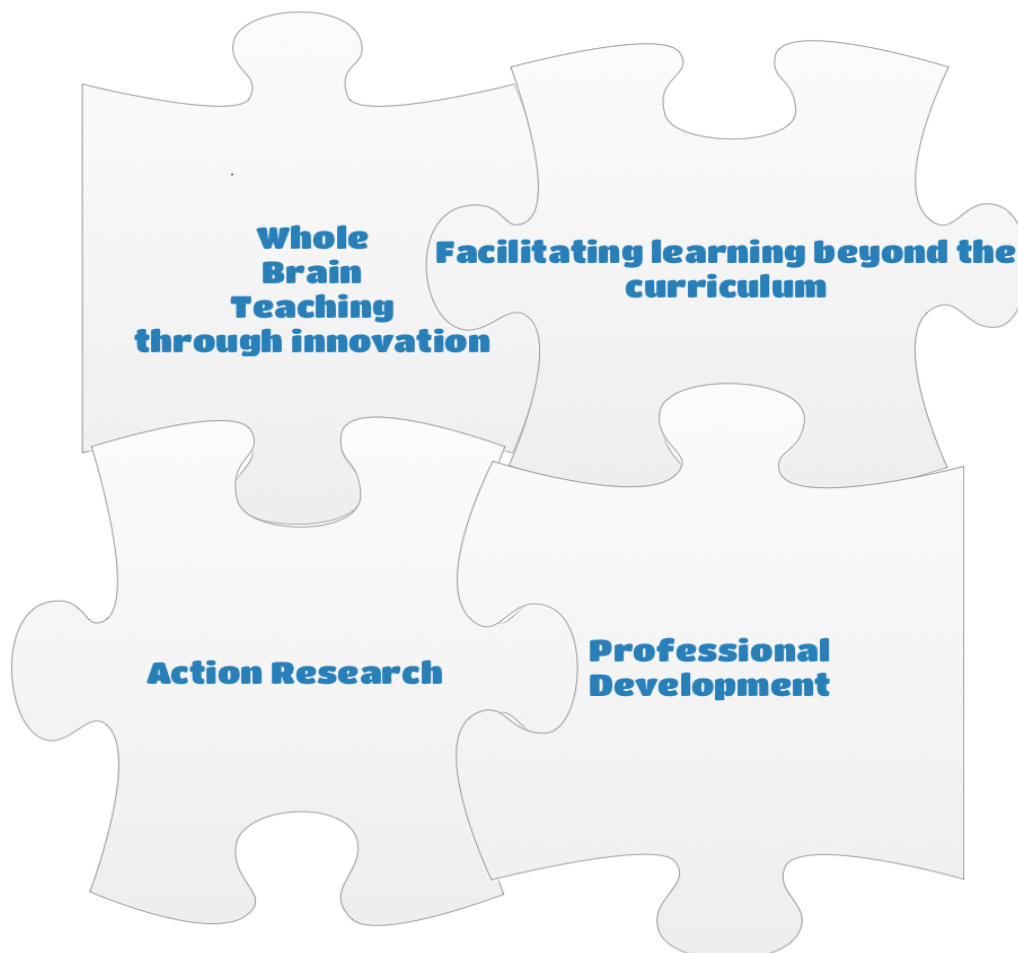 Whole
Brain
Teaching
through innovation
Facilitating learning beyond the
curriculum
Action Research
Professional
Development